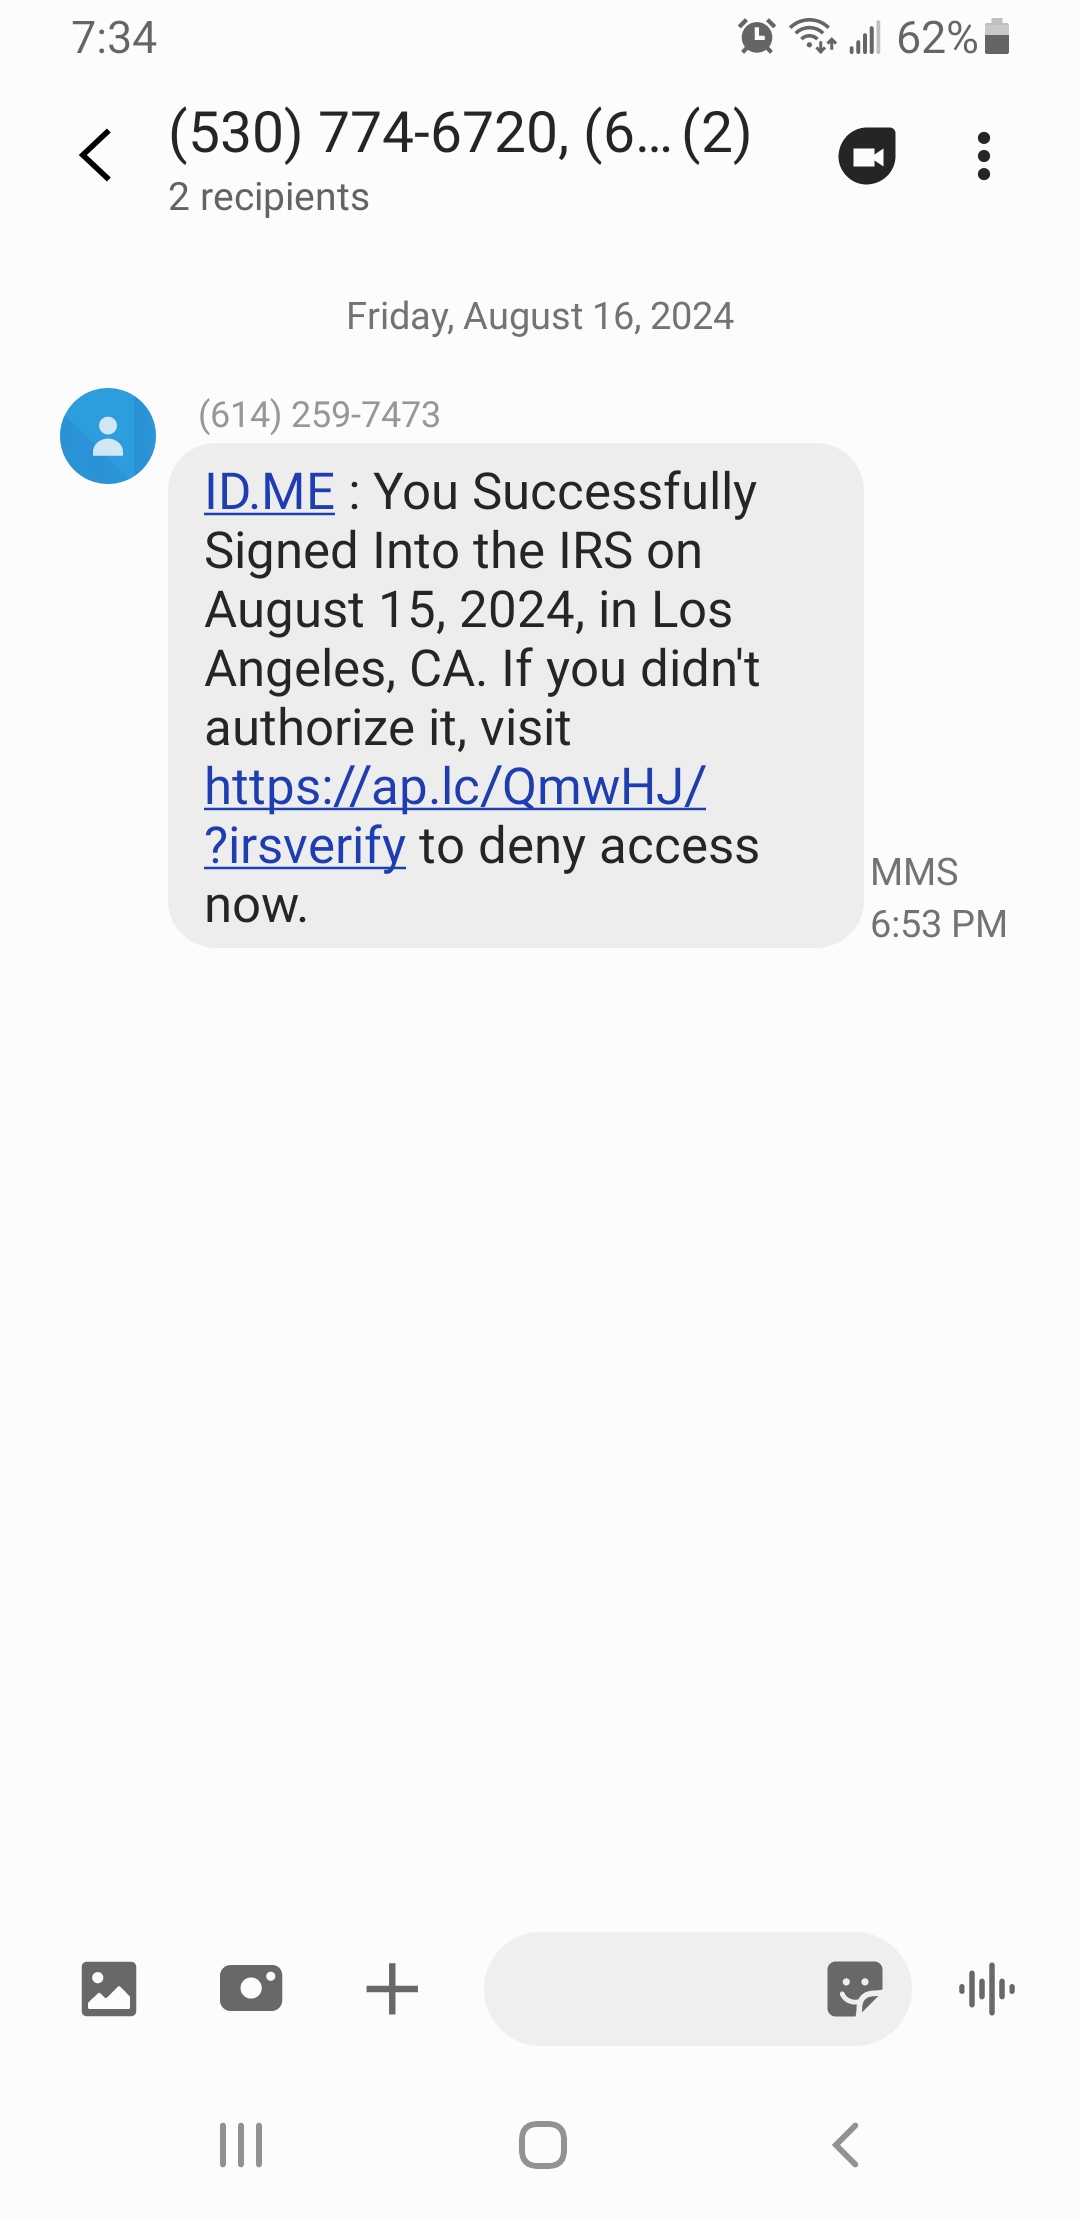 7:34
62%
(530) 774-6720, (6... (2)
2 recipients
Friday, August 16, 2024
(614) 259-7473
ID.ME : You Successfully
Signed Into the IRS on
August 15, 2024, in Los
Angeles, CA. If you didn't
authorize it, visit
https://ap.lc/QmwHJ/
?irsverify to deny access
now.
MMS
6:53 PM